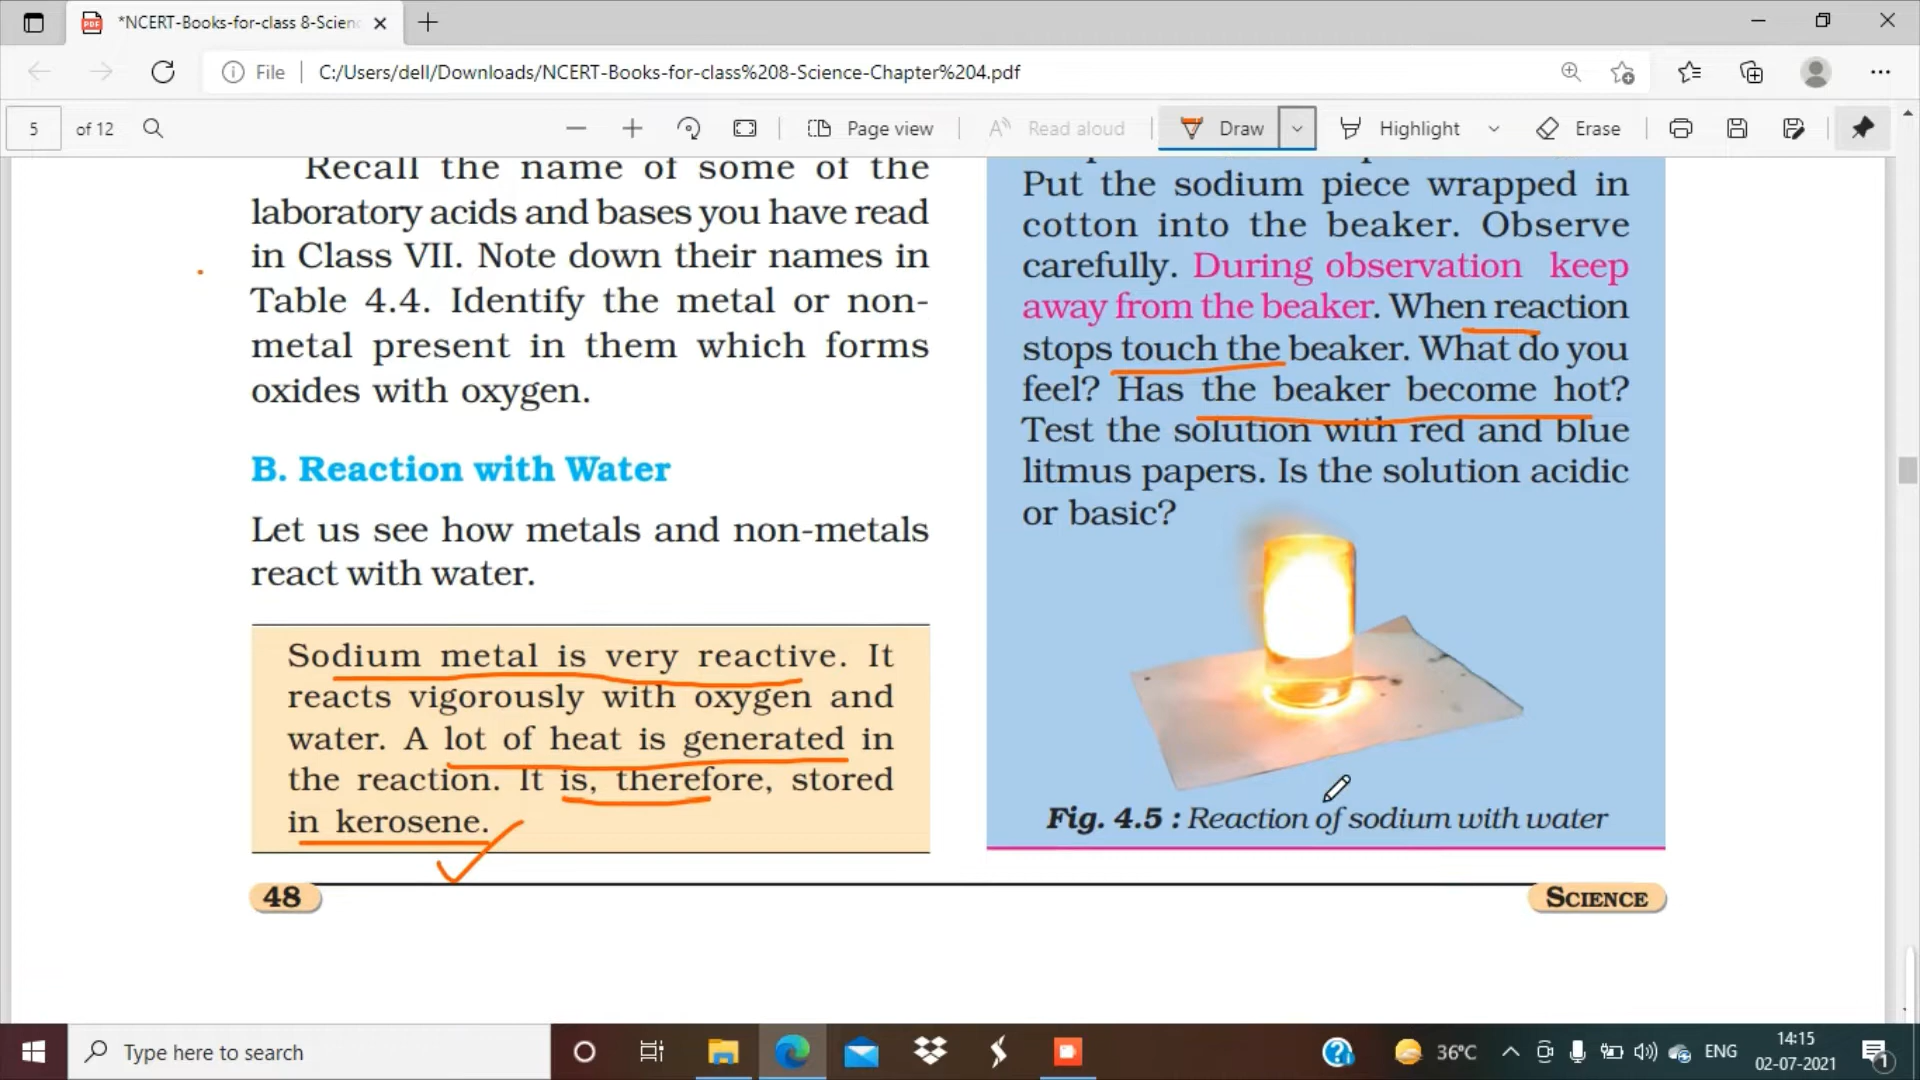 *NCERT-Books-for-class 8-Scien
File
C:/Users/dell/Downloads/NCERT-Books-for-class%208-Science-Chapter%204.pdf
5 of 12
Page view
Read aloud
Draw
Highlight
Erase
Recall the name of some of the
laboratory acids and bases you have read
in Class VII. Note down their names in
Table 4.4. Identify the metal or non-
metal present in them which forms
oxides with oxygen.
B. Reaction with Water
Let us see how metals and non-metals
react with water.
Sodium metal is very reactive. It
reacts vigorously with oxygen and
water. A lot of heat is generated in
the reaction. It is, therefore, stored
in kerosene.
48
Put the sodium piece wrapped in
cotton into the beaker. Observe
carefully. During observation keep
away from the beaker. When reaction
stops touch the beaker. What do you
feel? Has the beaker become hot?
Test the solution with red and blue
litmus papers. Is the solution acidic
or basic?
Fig. 4.5 : Reaction of sodium with water
SCIENCE
Type here to search
36°C
ENG
14:15
02-07-2021
1